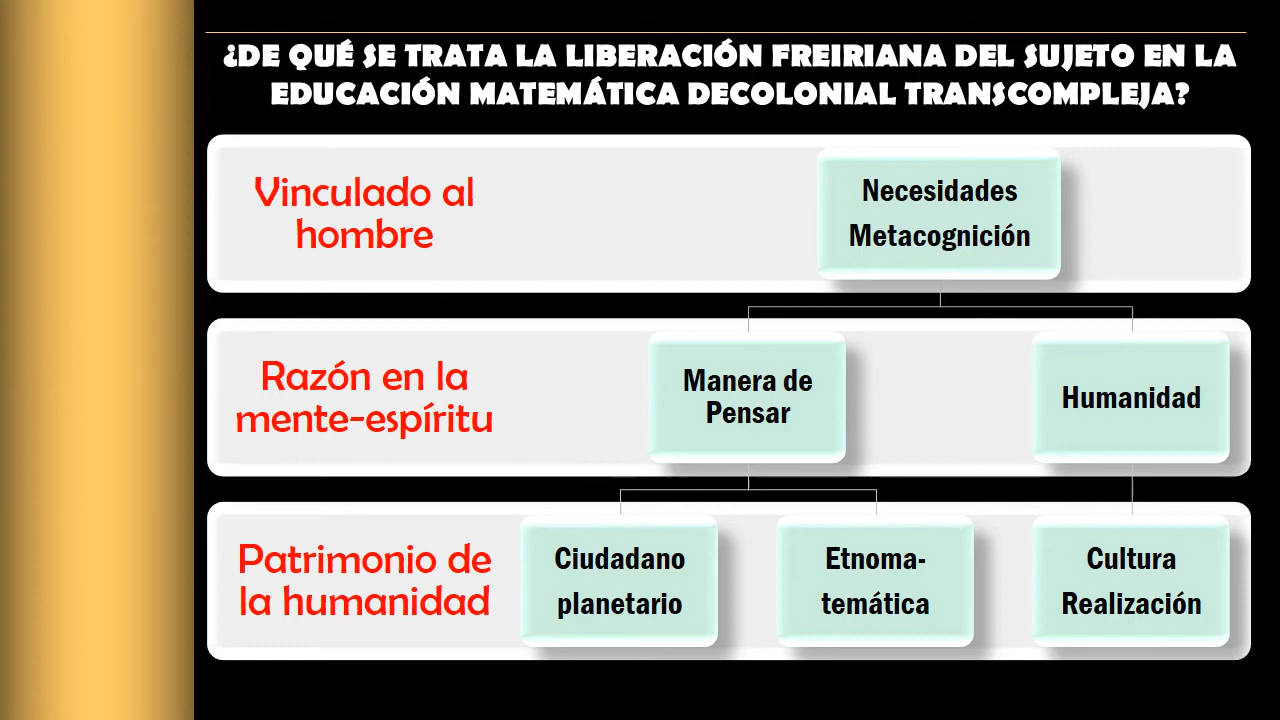 ¿DE QUÉ SE TRATA LA LIBERACIÓN FREIRIANA DEL SUJETO EN LA
EDUCACIÓN MATEMÁTICA DECOLONIAL TRANSCOMPLEJA?
Vinculado al
hombre
Necesidades
Metacognición
Razón en la
mente-espíritu
Manera de
Pensar
Humanidad
Patrimonio de
la humanidad
Ciudadano
planetario
Etnoma-
temática
Cultura
Realización